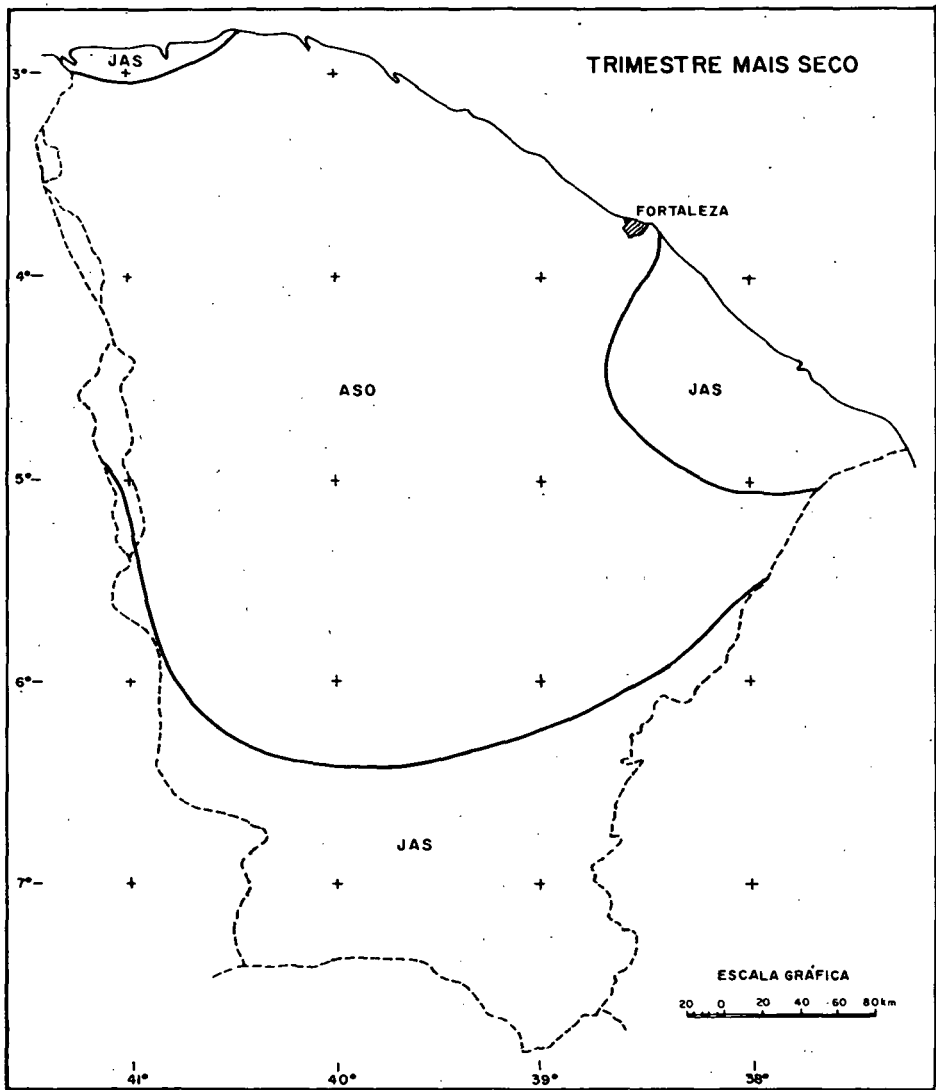 TRIMESTRE MAIS SECO
JAS
3°
FORTALEZA
4°
ASO
JAS
5°
6°
JAS
7°
ESCALA GRÁFICA
20 0 20 40 60 80km
41° 40° 39° 38°